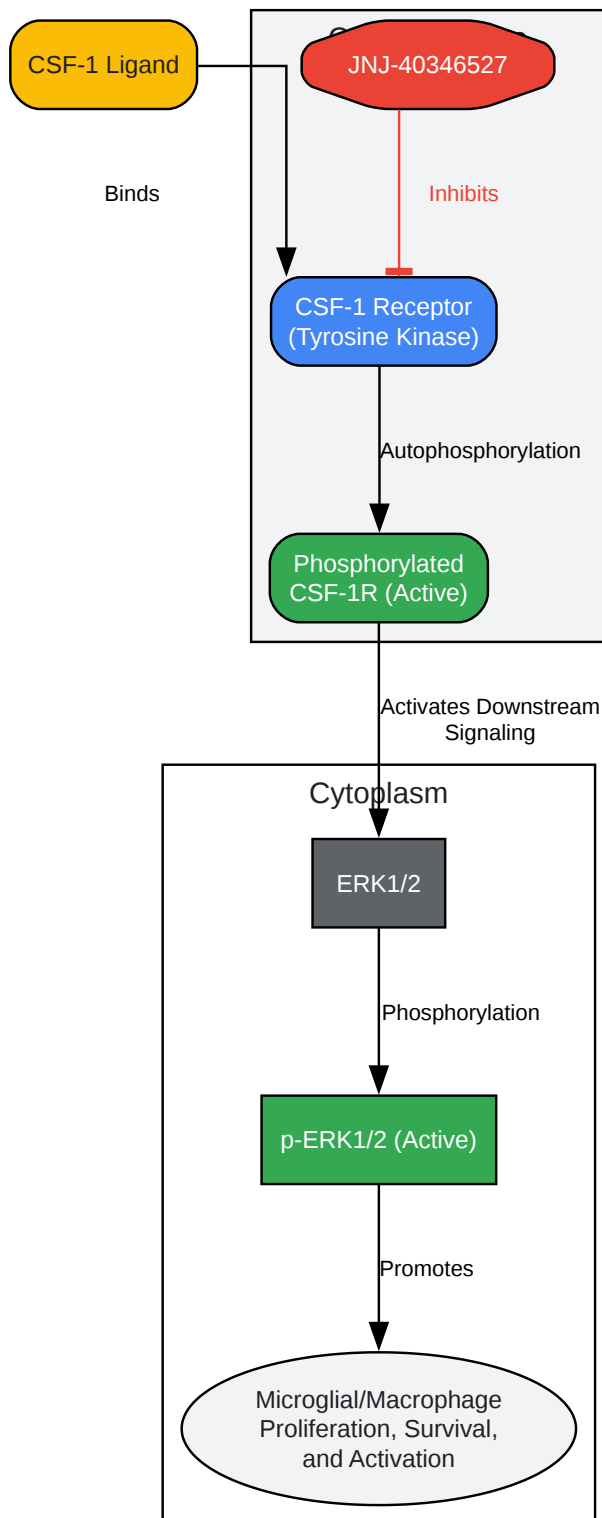 CSF-1 Ligand
JNJ-40346527
Binds
Inhibits
CSF-1 Receptor
(Tyrosine Kinase)
Autophosphorylation
Phosphorylated
CSF-1R (Active)
Activates Downstream
Signaling
Cytoplasm
ERK1/2
Phosphorylation
p-ERK1/2 (Active)
Promotes
Microglial/Macrophage
Proliferation, Survival,
and Activation